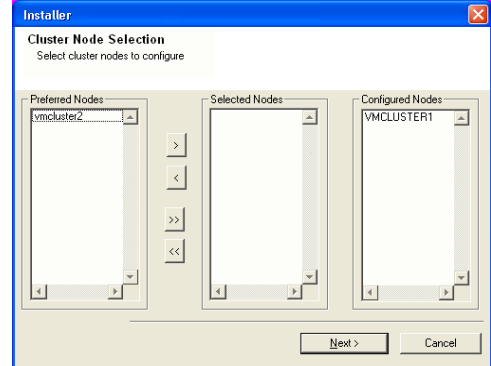 Installer
Cluster Node Selection
Select cluster nodes to configure
Preferred Nodes Selected Nodes Configured Nodes
vmcluster2 VMCLUSTER1
>
<
>>
<<
Next > Cancel